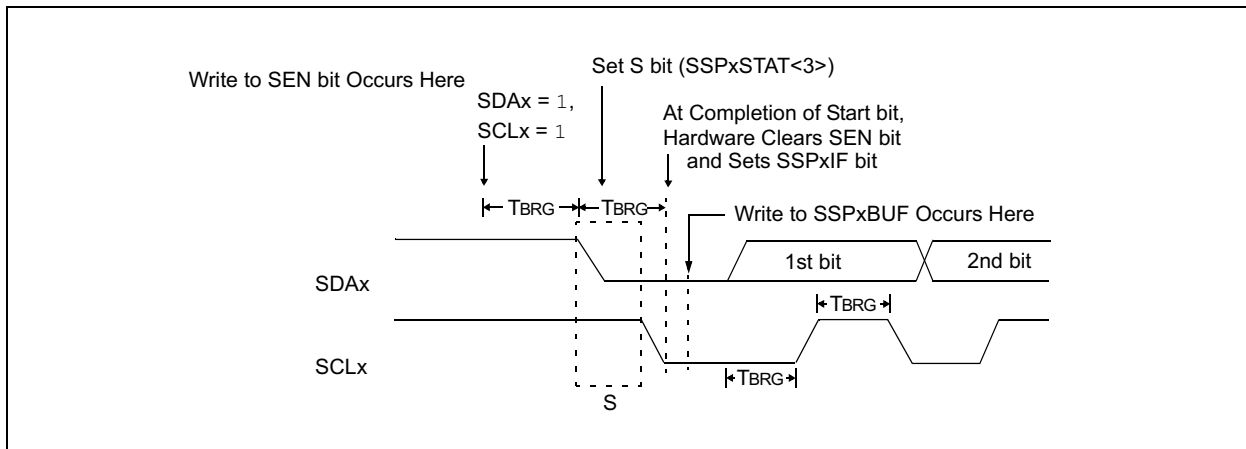 Write to SEN bit Occurs Here
SDAx = 1,
SCLx = 1
Set S bit (SSPxSTAT<3>)
At Completion of Start bit,
Hardware Clears SEN bit
and Sets SSPxIF bit
TBRG
TBRG
Write to SSPxBUF Occurs Here
SDAx
1st bit
2nd bit
TBRG
SCLx
TBRG
S